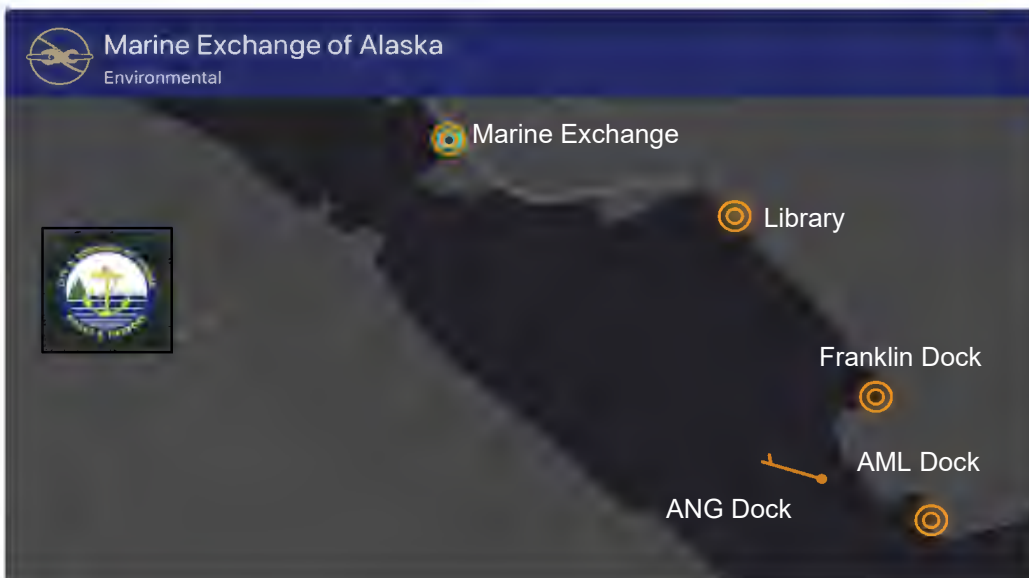 Marine Exchange of Alaska
Environmental
Marine Exchange
Library
Franklin Dock
AML Dock
ANG Dock